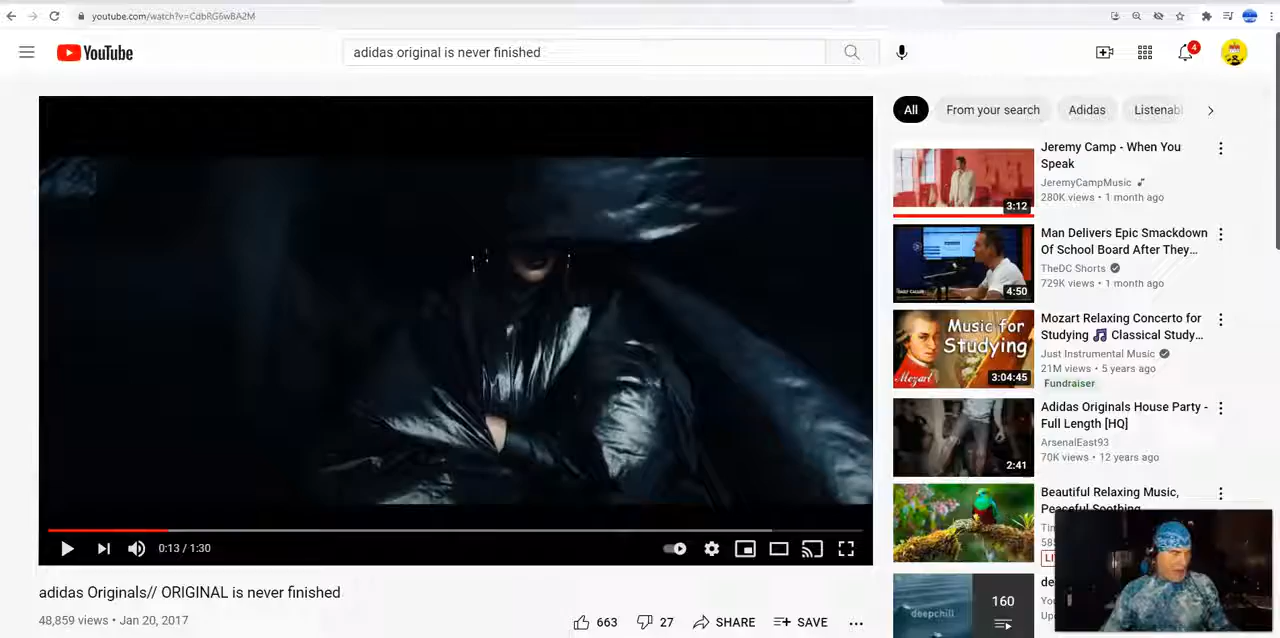 youtube.com/watch?v=CdbRG6wBA2M
YouTube
adidas original is never finished
4
All
From your search
Adidas
Listenabl
Jeremy Camp - When You
Speak
JeremyCampMusic
280K views • 1 month ago
3:12
Man Delivers Epic Smackdown
Of School Board After They...
TheDC Shorts
729K views • 1 month ago
4:50
Music for
Studying
Mozart
3:04:45
Mozart Relaxing Concerto for
Studying 🎵 Classical Study...
Just Instrumental Music
21M views • 5 years ago
Fundraiser
Adidas Originals House Party -
Full Length [HQ]
ArsenalEast93
70K views • 12 years ago
2:41
Beautiful Relaxing Music,
Peaceful Soothing
deepchill
160
0:13 / 1:30
adidas Originals// ORIGINAL is never finished
48,859 views • Jan 20, 2017
663
27
SHARE
SAVE